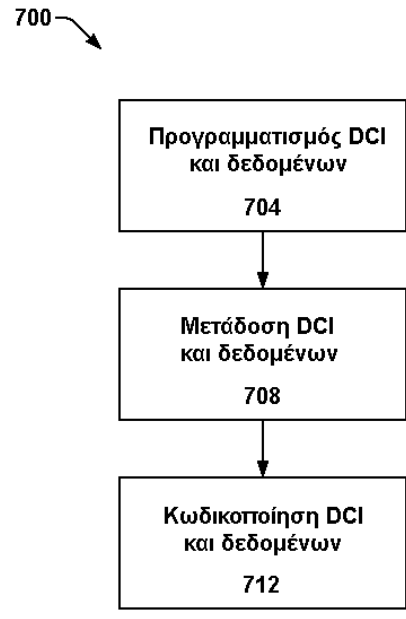 700
Προγραμματισμός DCI
και δεδομένων
704
Μετάδοση DCI
και δεδομένων
708
Κωδικοποίηση DCI
και δεδομένων
712